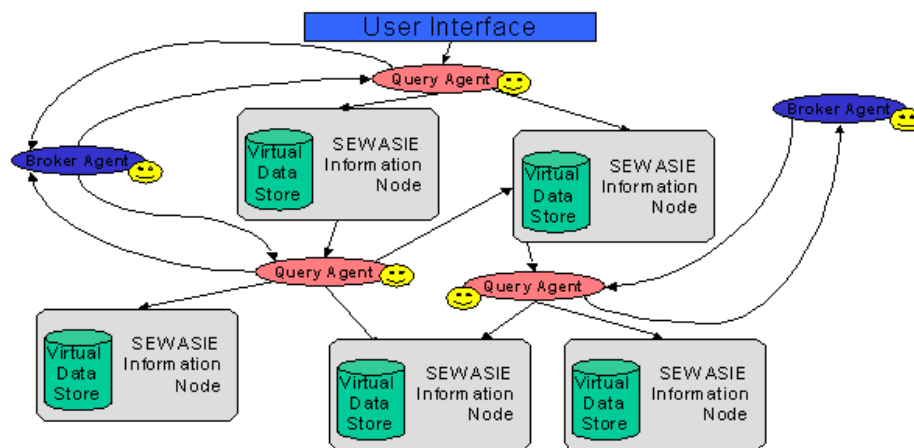 User Interface
Query Agent
Broker Agent
Virtual
Data
Store
SEWASIE
Information
Node
Broker Agent
Virtual
Data
Store
SEWASIE
Information
Node
Query Agent
Query Agent
Virtual
Data
Store
SEWASIE
Information
Node
Virtual
Data
Store
SEWASIE
Information
Node
Virtual
Data
Store
SEWASIE
Information
Node